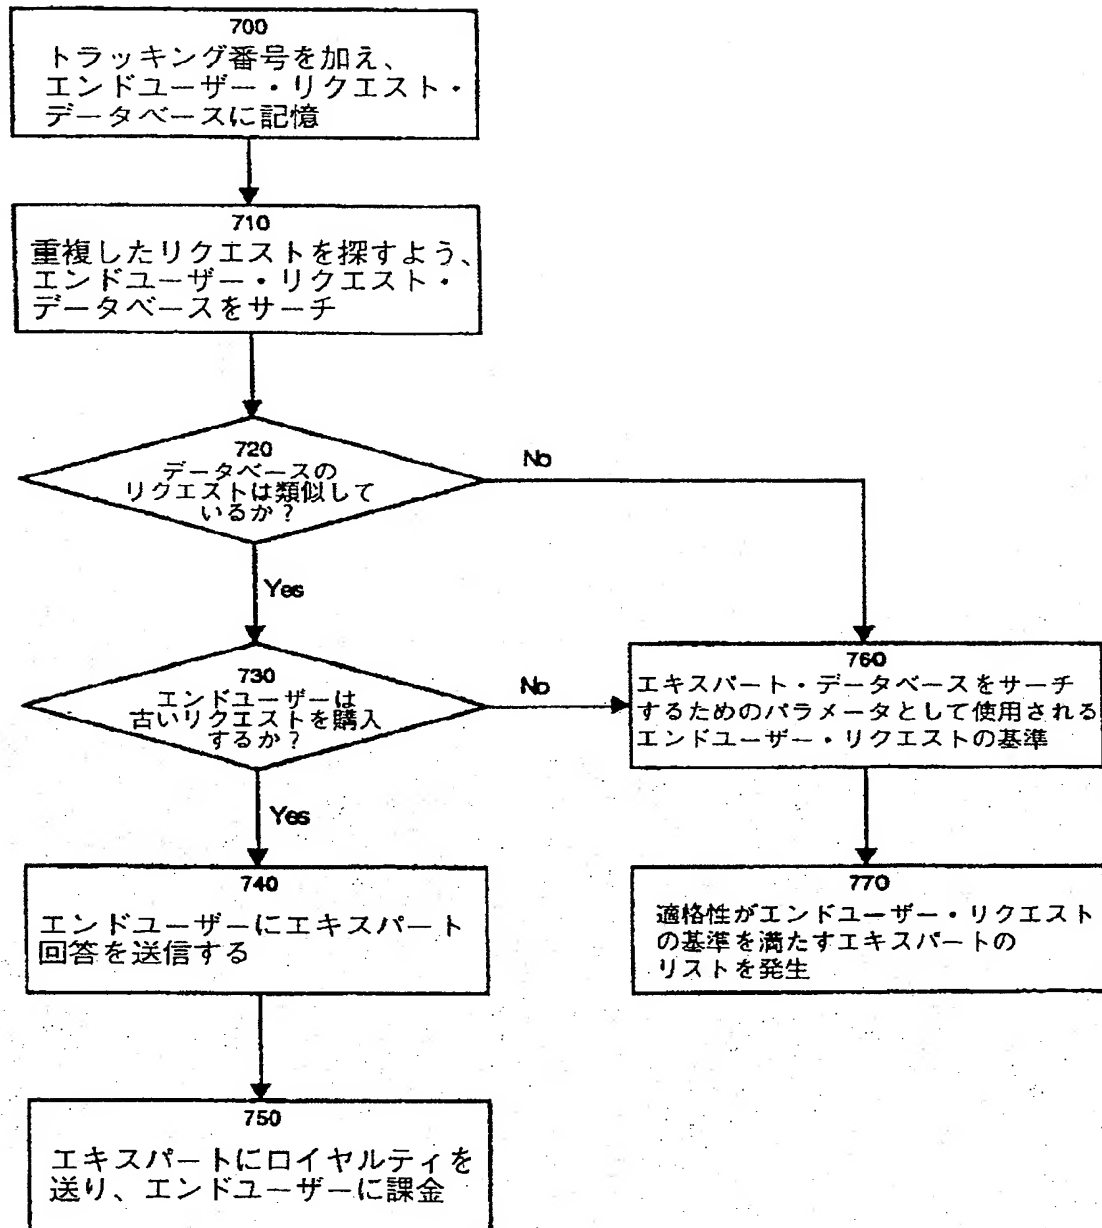 700
トラッキング番号を加え、
エンドユーザー・リクエスト・
データベースに記憶
710
重複したリクエストを探すよう、
エンドユーザー・リクエスト・
データベースをサーチ
720
データベースの
リクエストは類似して
いるか?
No
Yes
730
エンドユーザーは
古いリクエストを購入
するか?
No
Yes
760
エキスパート・データベースをサーチ
するためのパラメータとして使用される
エンドユーザー・リクエストの基準
740
エンドユーザーにエキスパート
回答を送信する
770
適格性がエンドユーザー・リクエスト
の基準を満たすエキスパートの
リストを発生
750
エキスパートにロイヤルティを
送り、エンドユーザーに課金